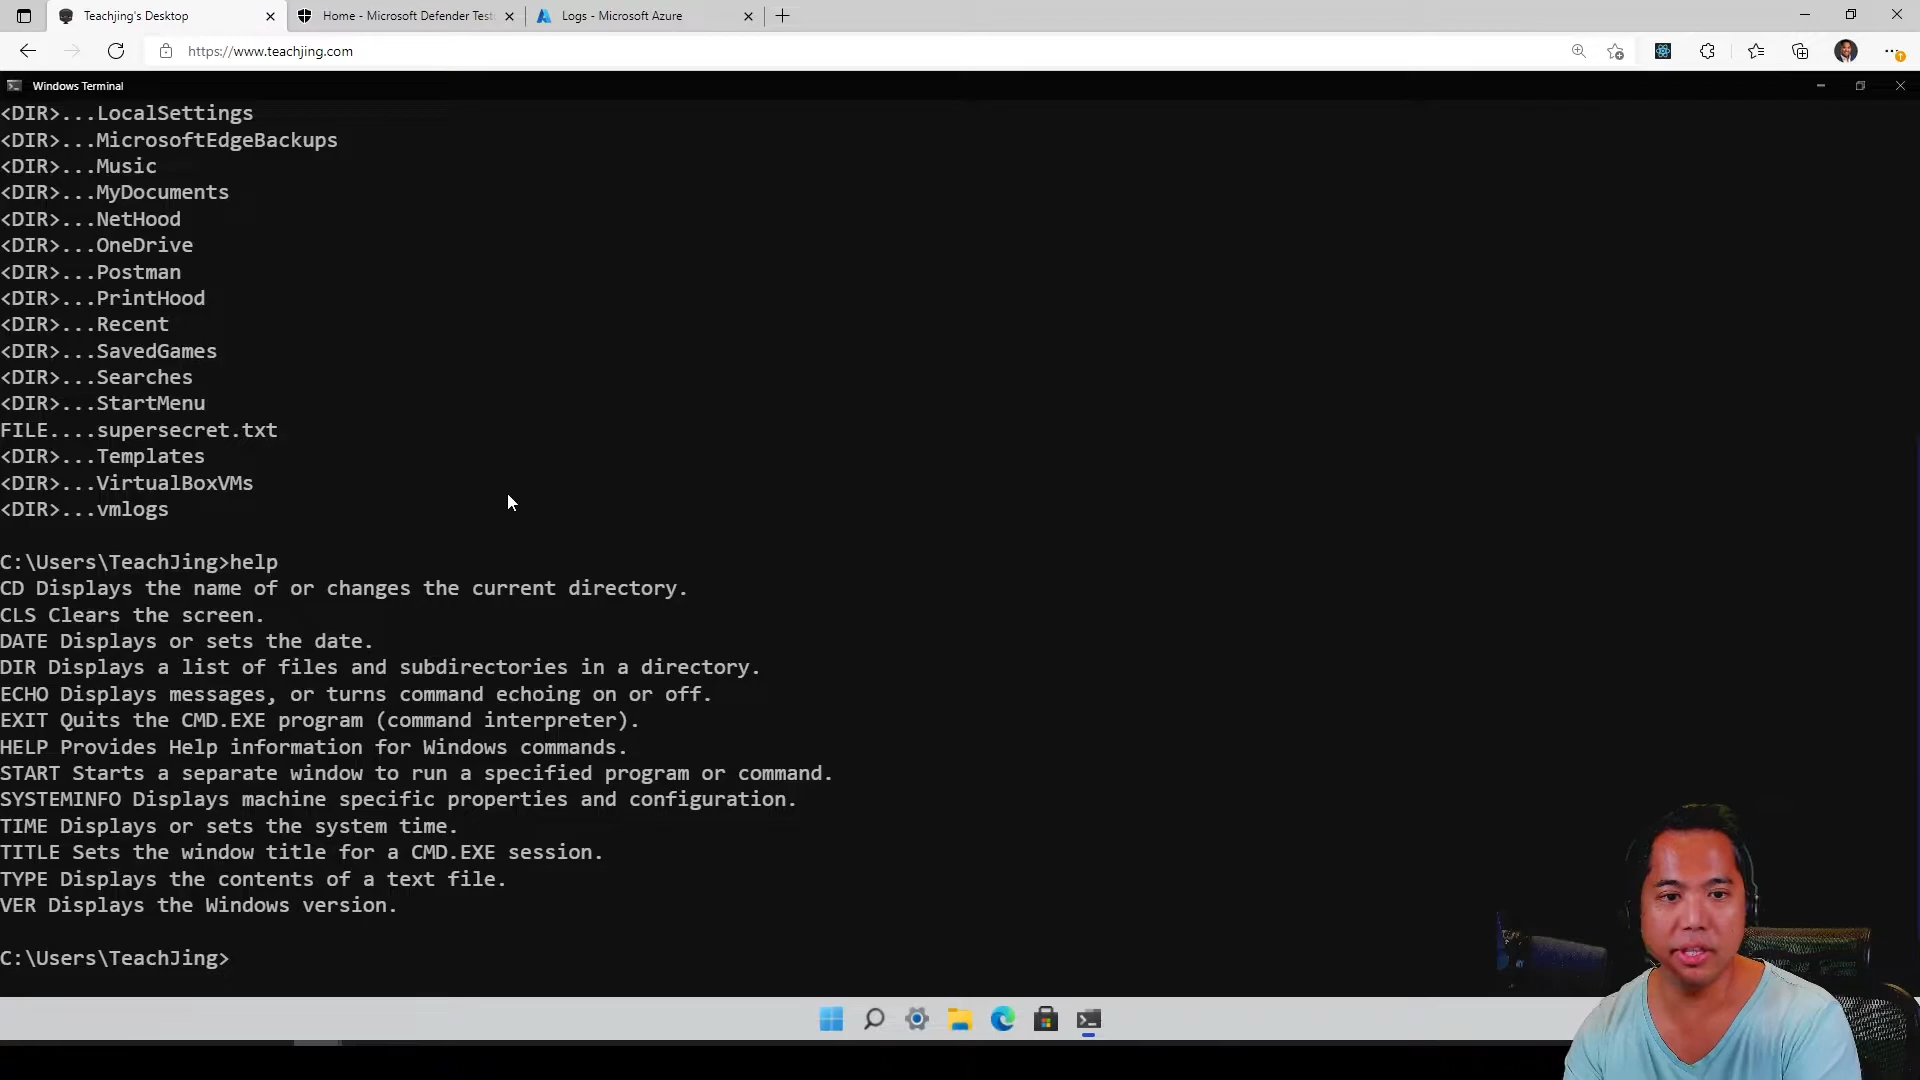 Teachjing's Desktop
Home - Microsoft Defender Test
Logs - Microsoft Azure
https://www.teachjing.com
Windows Terminal
<DIR>...LocalSettings
<DIR>...MicrosoftEdgeBackups
<DIR>...Music
<DIR>...MyDocuments
<DIR>...NetHood
<DIR>...OneDrive
<DIR>...Postman
<DIR>...PrintHood
<DIR>...Recent
<DIR>...SavedGames
<DIR>...Searches
<DIR>...StartMenu
FILE....supersecret.txt
<DIR>...Templates
<DIR>...VirtualBoxVMs
<DIR>...vmlogs
C:\Users\TeachJing>help
CD Displays the name of or changes the current directory.
CLS Clears the screen.
DATE Displays or sets the date.
DIR Displays a list of files and subdirectories in a directory.
ECHO Displays messages, or turns command echoing on or off.
EXIT Quits the CMD.EXE program (command interpreter).
HELP Provides Help information for Windows commands.
START Starts a separate window to run a specified program or command.
SYSTEMINFO Displays machine specific properties and configuration.
TIME Displays or sets the system time.
TITLE Sets the window title for a CMD.EXE session.
TYPE Displays the contents of a text file.
VER Displays the Windows version.
C:\Users\TeachJing>